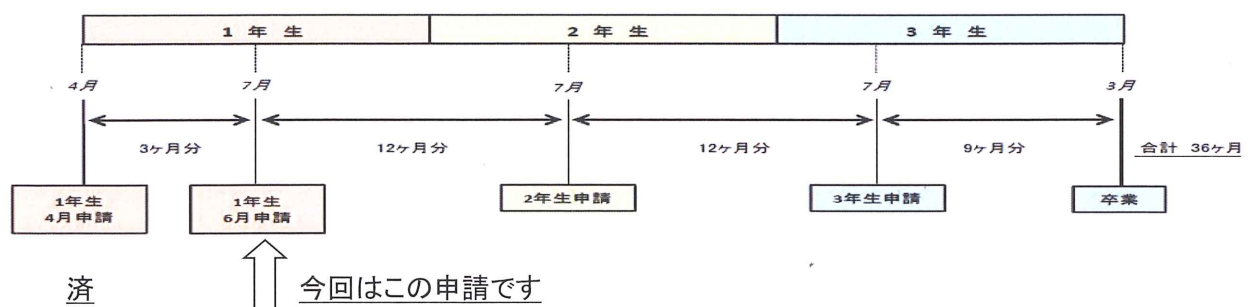 1年生 2年生 3年生
4月 7月 7月 7月 3月
3ヶ月分 12ヶ月分 12ヶ月分 9ヶ月分 合計 36ヶ月
1年生
4月申請
1年生
6月申請
2年生申請 3年生申請 卒業
済 今回はこの申請です